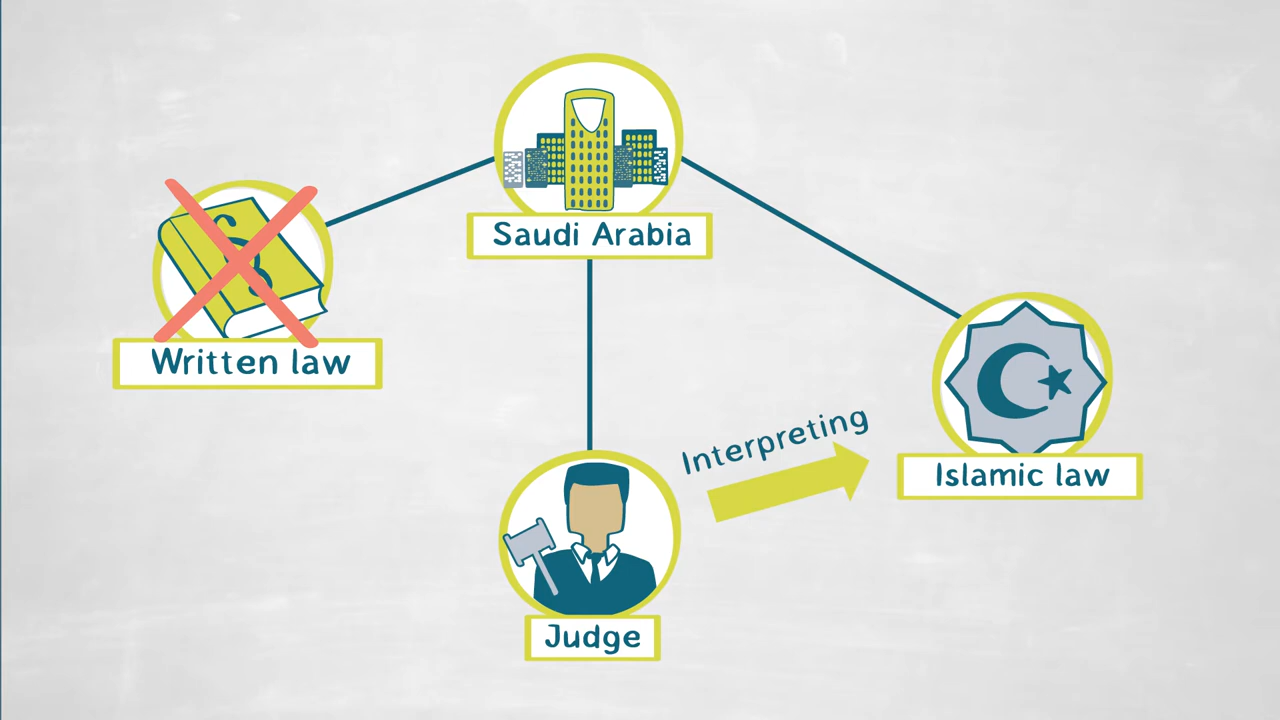 Saudi Arabia
Written law
Interpreting
Islamic law
Judge